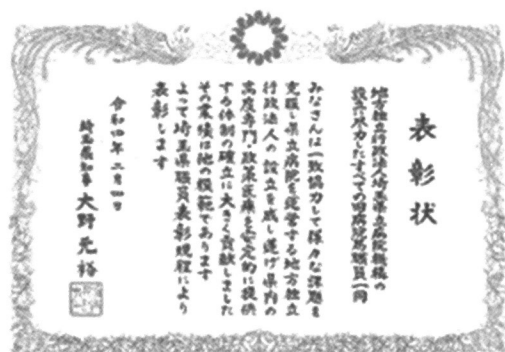 表彰状
地方独立行政法人埼玉県立病院機構の
設立に尽力したすべての旧病院局職員一同
みなさんは一致協力して様々な課題を
克服し県立病院を運営する地方独立
行政法人の設立を成し遂げ県内の
高度専門・政策医療を安定的に提供
する体制の確立に大きく貢献しました
その業績は他の模範であります
よって埼玉県職員表彰規程により
表彰します
令和四年二月四日
埼玉県知事 大野元裕